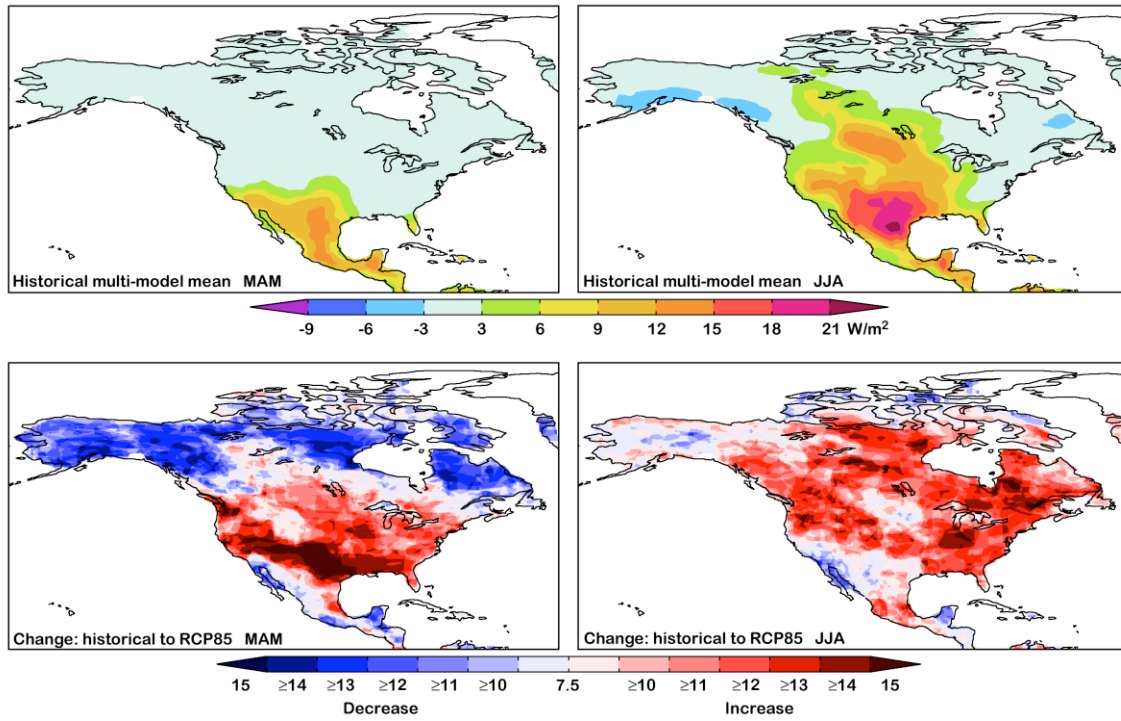 Historical multi-model mean MAM
Historical multi-model mean JJA
-9 -6 -3 3 6 9 12 15 18 21 W/m²
Change: historical to RCP85 MAM
Change: historical to RCP85 JJA
15 ≥14 ≥13 ≥12 ≥11 ≥10 7.5 ≥10 ≥11 ≥12 ≥13 ≥14 15
Decrease Increase